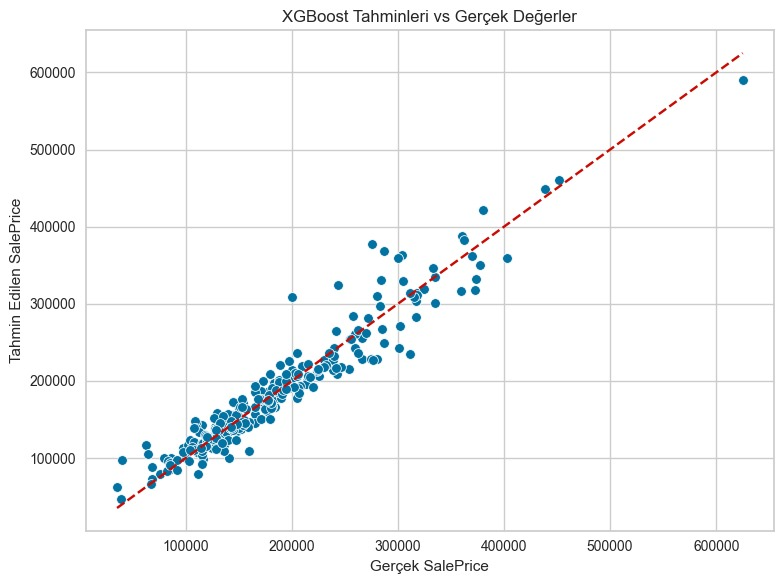 XGBoost Tahminleri vs Gerçek Değerler
Tahmin Edilen SalePrice
600000
500000
400000
300000
200000
100000
100000 200000 300000 400000 500000 600000
Gerçek SalePrice